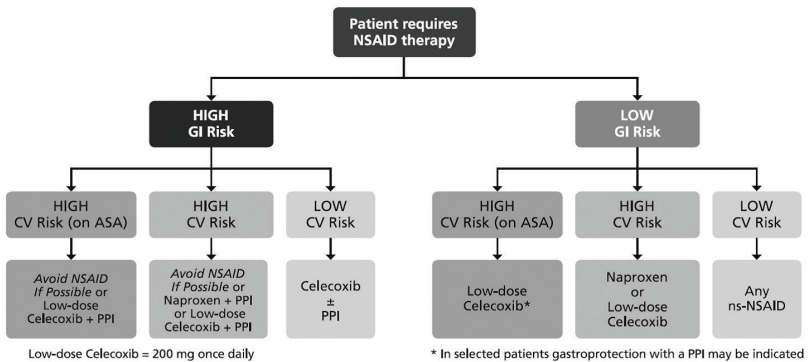 Patient requires
NSAID therapy
HIGH
GI Risk
LOW
GI Risk
HIGH
CV Risk (on ASA)
HIGH
CV Risk
LOW
CV Risk
HIGH
CV Risk (on ASA)
HIGH
CV Risk
LOW
CV Risk
Avoid NSAID
If Possible or
Low-dose
Celecoxib + PPI
Avoid NSAID
If Possible or
Naproxen + PPI
or Low-dose
Celecoxib + PPI
Celecoxib
±
PPI
Low-dose
Celecoxib*
Naproxen
or
Low-dose
Celecoxib
Any
ns-NSAID
Low-dose Celecoxib = 200 mg once daily
* In selected patients gastroprotection with a PPI may be indicated